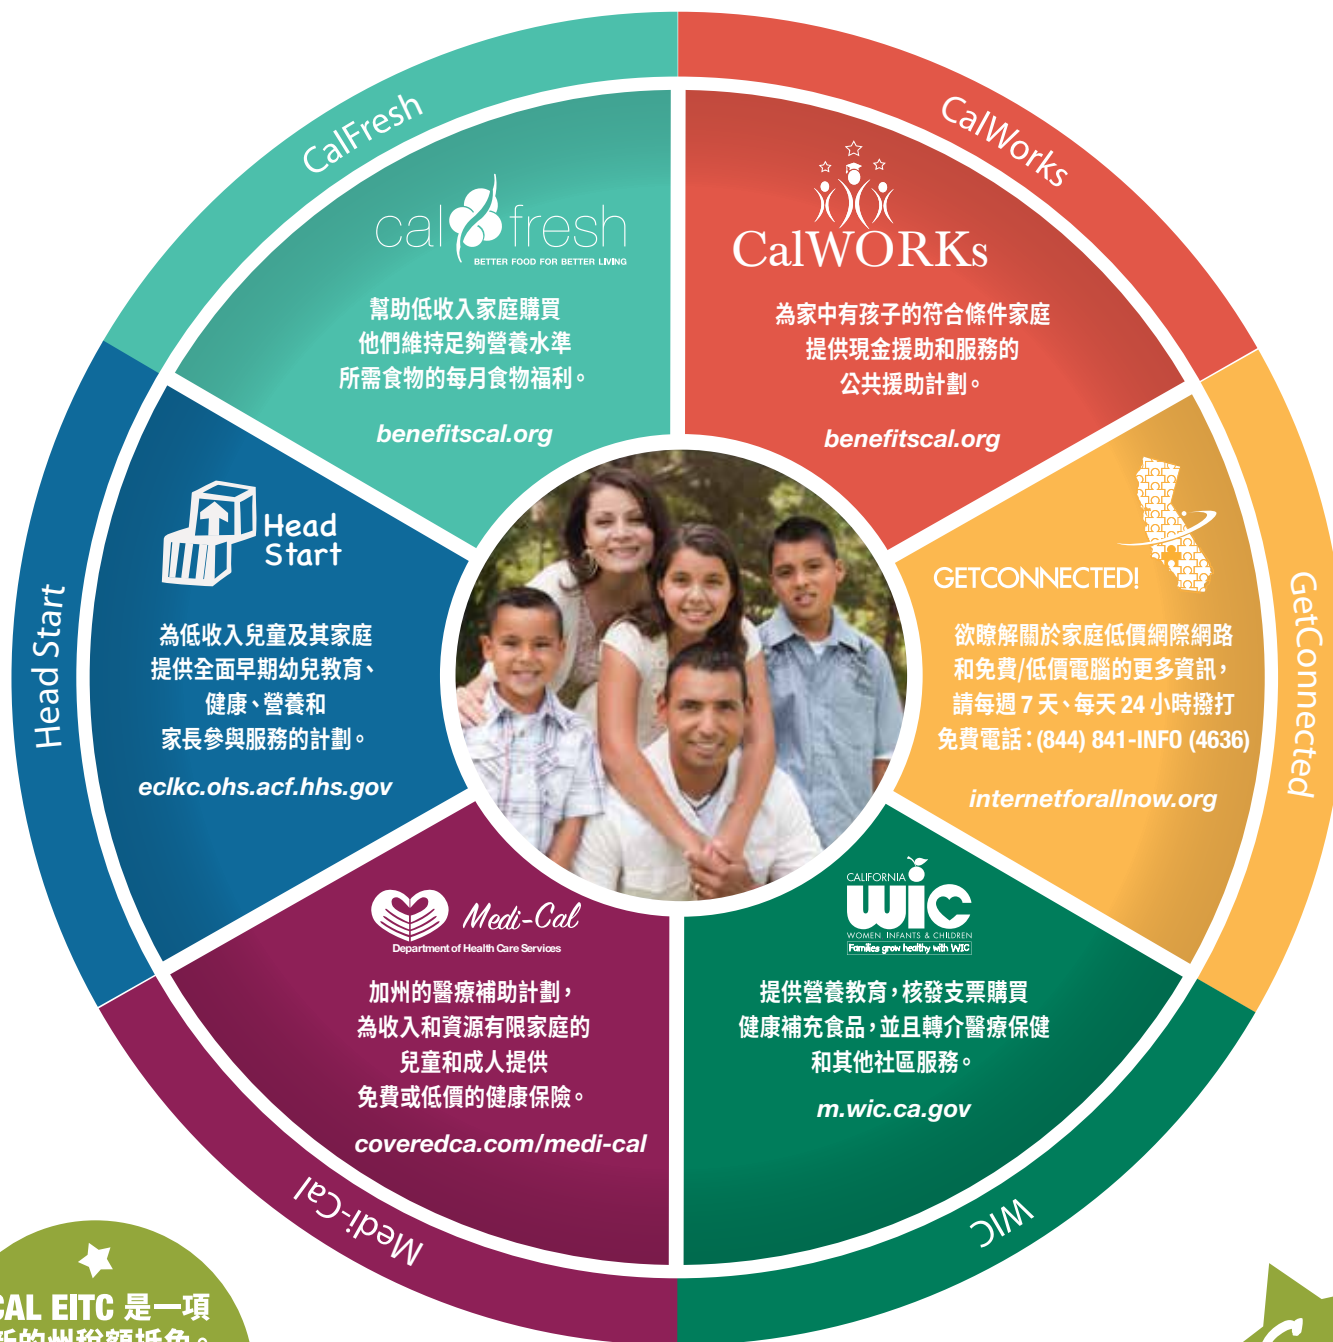 CalFresh
cal fresh
BETTER FOOD FOR BETTER LIVING
幫助低收入家庭購買
他們維持足夠營養水準
所需食物的每月食物福利。
benefitscal.org
CalWorks
CalWORKs
為家中有孩子的符合條件家庭
提供現金援助和服務的
公共援助計劃。
benefitscal.org
Head Start
Head
Start
為低收入兒童及其家庭
提供全面早期幼兒教育、
健康、營養和
家長參與服務的計劃。
eclkc.ohs.acf.hhs.gov
GetConnected
GETCONNECTED!
欲瞭解關於家庭低價網際網路
和免費/低價電腦的更多資訊，
請每週 7 天、每天 24 小時撥打
免費電話：(844) 841-INFO (4636)
internetforallnow.org
Medi-Cal
Department of Health Care Services
加州的醫療補助計劃，
為收入和資源有限家庭的
兒童和成人提供
免費或低價的健康保險。
coveredca.com/medi-cal
Medi-Cal
CALIFORNIA
WIC
WOMEN INFANTS & CHILDREN
Families grow healthy with WIC
提供營養教育，核發支票購買
健康補充食品，並且轉介醫療保健
和其他社區服務。
m.wic.ca.gov
WIC
CAL EITC 是一項
新的州稅額抵免。